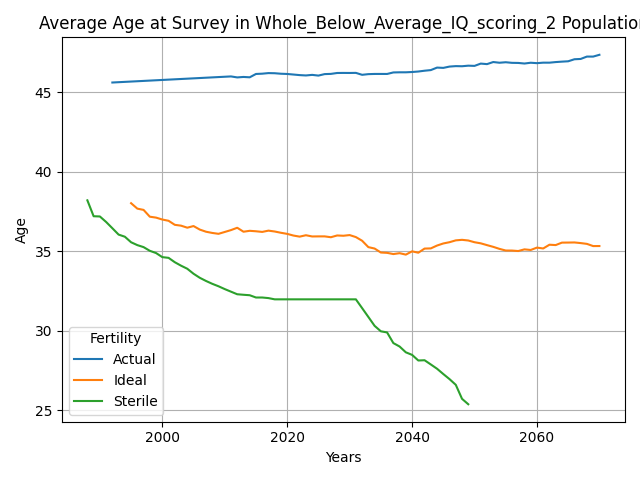 Average Age at Survey in Whole_Below_Average_IQ_scoring_2 Population
Age
45
40
35
30
25
Fertility
Actual
Ideal
Sterile
2000 2020 2040 2060
Years